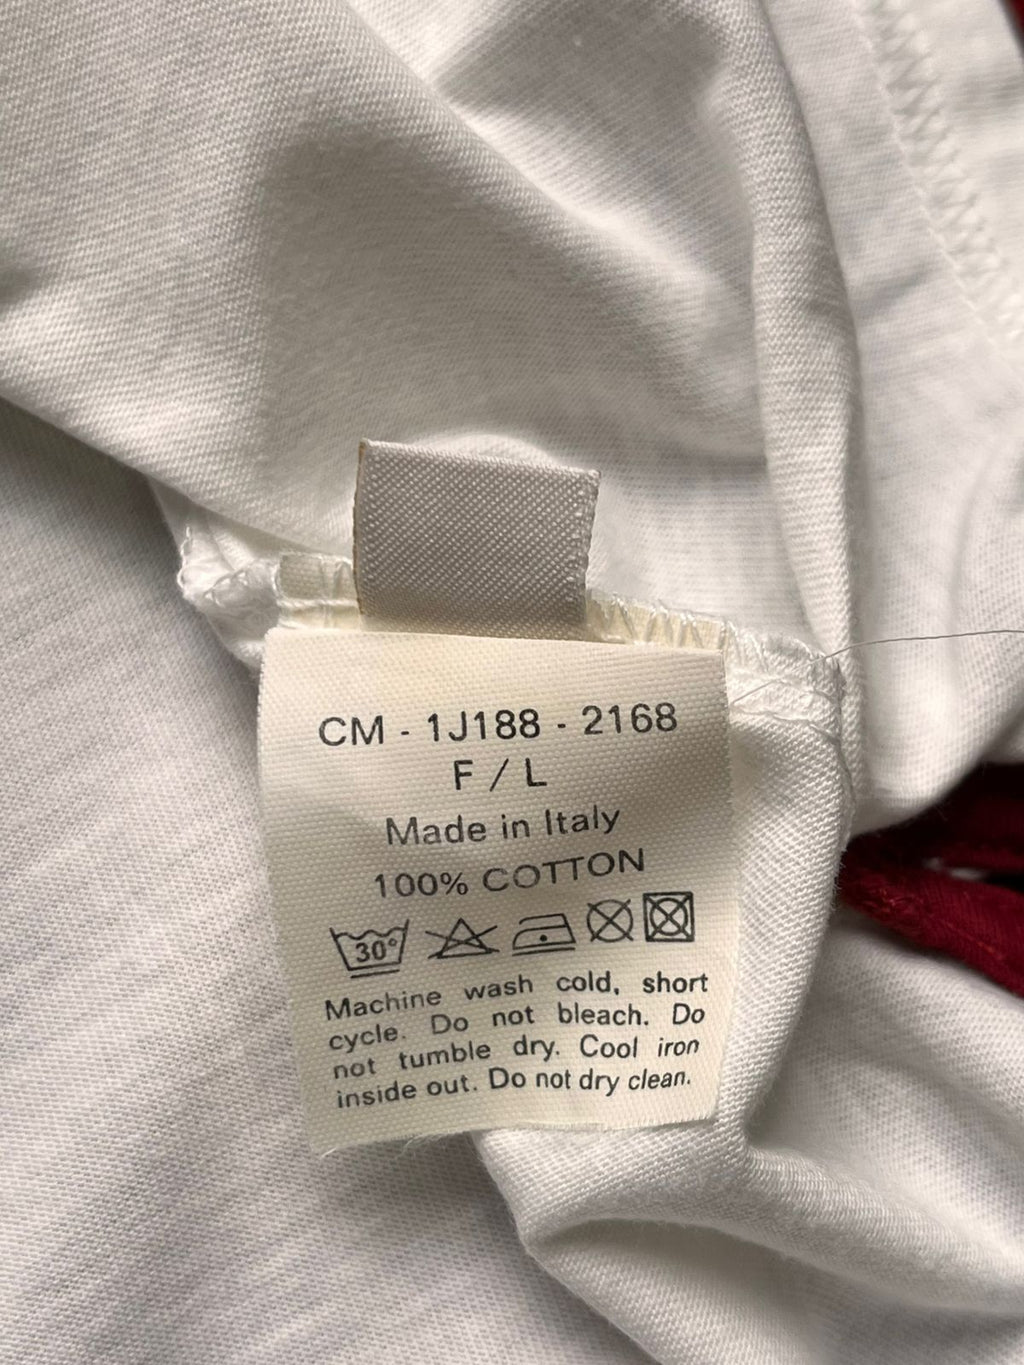 CM - 1J188 - 2168
F / L
Made in Italy
100% COTTON
30°
Machine wash cold, short
cycle. Do not bleach. Do
not tumble dry. Cool iron
inside out. Do not dry clean.